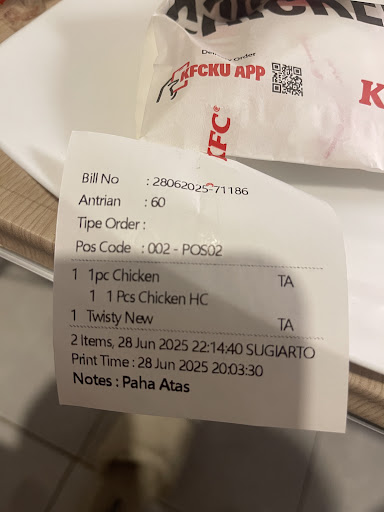 Delivery Order
KFCKU APP
KFC®
K
Bill No : 28062025-71186
Antrian : 60
Tipe Order :
Pos Code : 002 - POS02
1 1pc Chicken TA
1 1 Pcs Chicken HC
1 Twisty New TA
2 Items, 28 Jun 2025 22:14:40 SUGIARTO
Print Time : 28 Jun 2025 20:03:30
Notes : Paha Atas